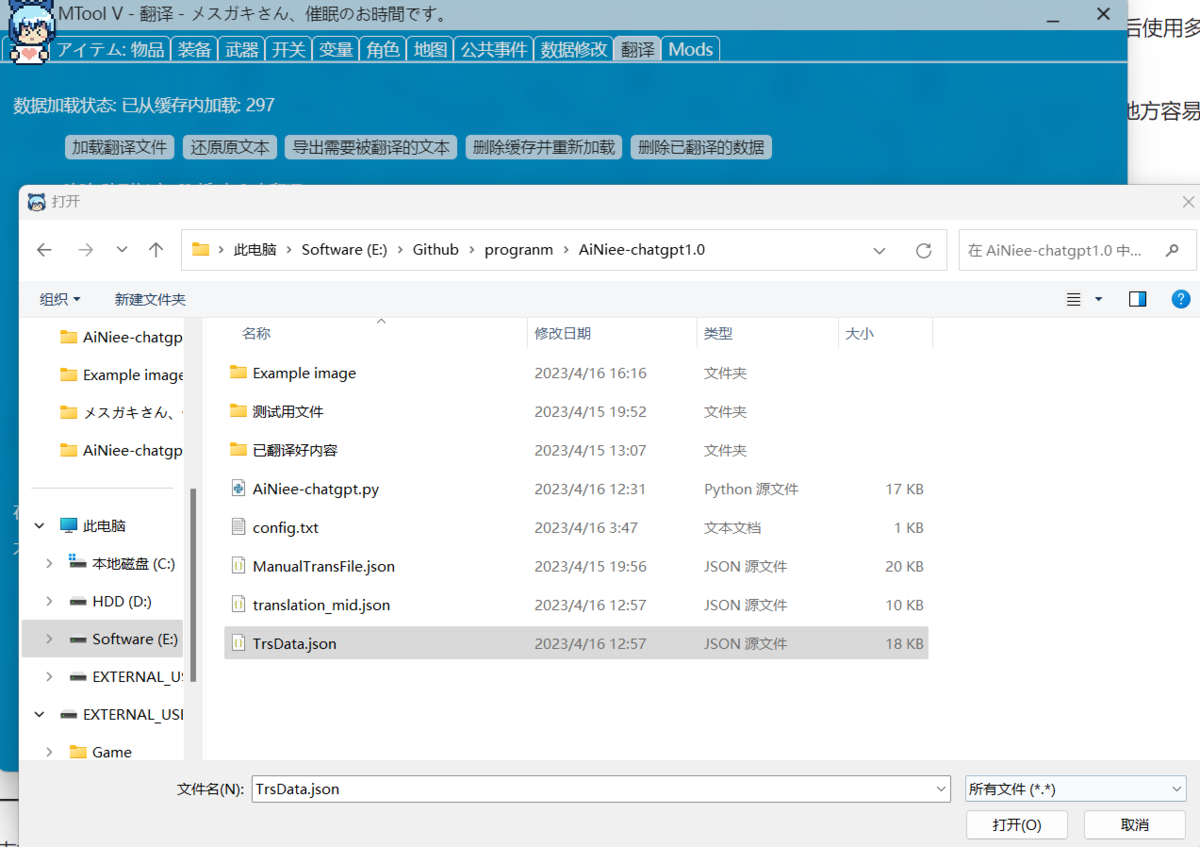 MTool V - 翻译 - メスガキさん、催眠のお時間です。
后使用多
アイテム: 物品 装备 武器 开关 变量 角色 地图 公共事件 数据修改 翻译 Mods
数据加载状态: 已从缓存内加载: 297
地方容易
加载翻译文件 还原原文本 导出需要被翻译的文本 删除缓存并重新加载 删除已翻译的数据
打开
此电脑 › Software (E:) › Github › progranm › AiNiee-chatgpt1.0
在 AiNiee-chatgpt1.0 中...
组织 新建文件夹
AiNiee-chatgp
Example image
メスガキさん、
AiNiee-chatgp
此电脑
本地磁盘 (C:)
HDD (D:)
Software (E:)
EXTERNAL_US
EXTERNAL_USI
Game
名称 修改日期 类型 大小
Example image 2023/4/16 16:16 文件夹
测试用文件 2023/4/15 19:52 文件夹
已翻译好内容 2023/4/15 13:07 文件夹
AiNiee-chatgpt.py 2023/4/16 12:31 Python 源文件 17 KB
config.txt 2023/4/16 3:47 文本文档 1 KB
ManualTransFile.json 2023/4/15 19:56 JSON 源文件 20 KB
translation_mid.json 2023/4/16 12:57 JSON 源文件 10 KB
TrsData.json 2023/4/16 12:57 JSON 源文件 18 KB
文件名(N): TrsData.json 所有文件 (*.*)
打开(O) 取消